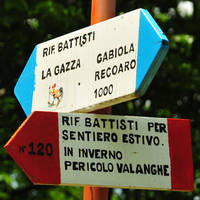 RIF. BATTISTI
LA GAZZA GABIOLA
RECOARO
1000
RIF. BATTISTI PER
SENTIERO ESTIVO.
N° 120
IN INVERNO
PERICOLO VALANGHE